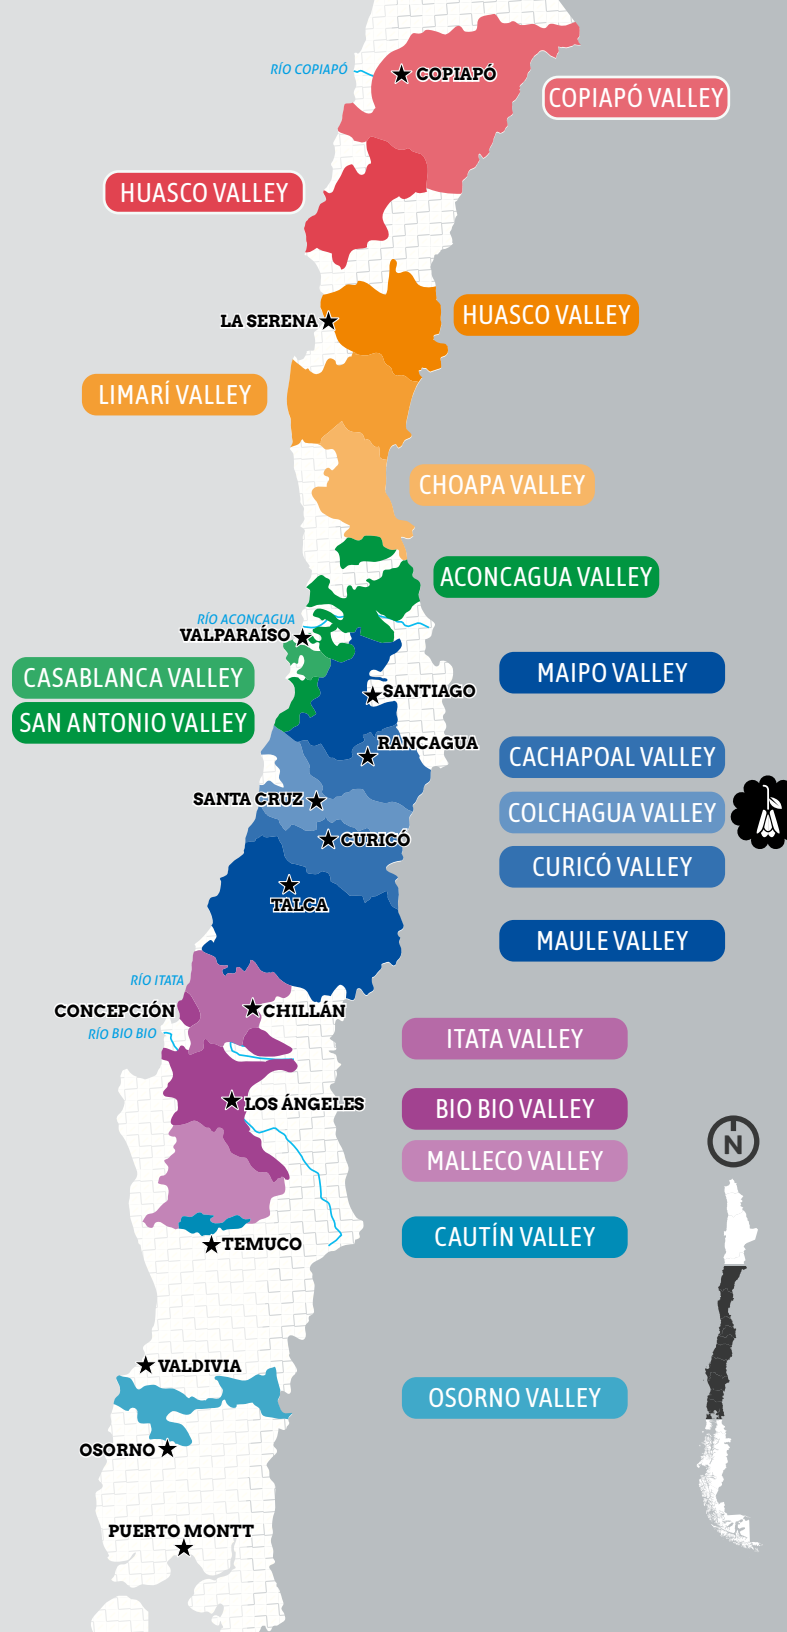 RÍO COPIAPÓ
COPIAPÓ
COPIAPÓ VALLEY
HUASCO VALLEY
LA SERENA
HUASCO VALLEY
LIMARÍ VALLEY
CHOAPA VALLEY
ACONCAGUA VALLEY
RÍO ACONCAGUA
VALPARAÍSO
CASABLANCA VALLEY
MAIPO VALLEY
SANTIAGO
SAN ANTONIO VALLEY
RANCAGUA
CACHAPOAL VALLEY
SANTA CRUZ
COLCHAGUA VALLEY
CURICÓ
CURICÓ VALLEY
TALCA
MAULE VALLEY
RÍO ITATA
CONCEPCIÓN
CHILLÁN
RÍO BIO BIO
ITATA VALLEY
LOS ÁNGELES
BIO BIO VALLEY
MALLECO VALLEY
N
CAUTÍN VALLEY
TEMUCO
VALDIVIA
OSORNO VALLEY
OSORNO
PUERTO MONTT